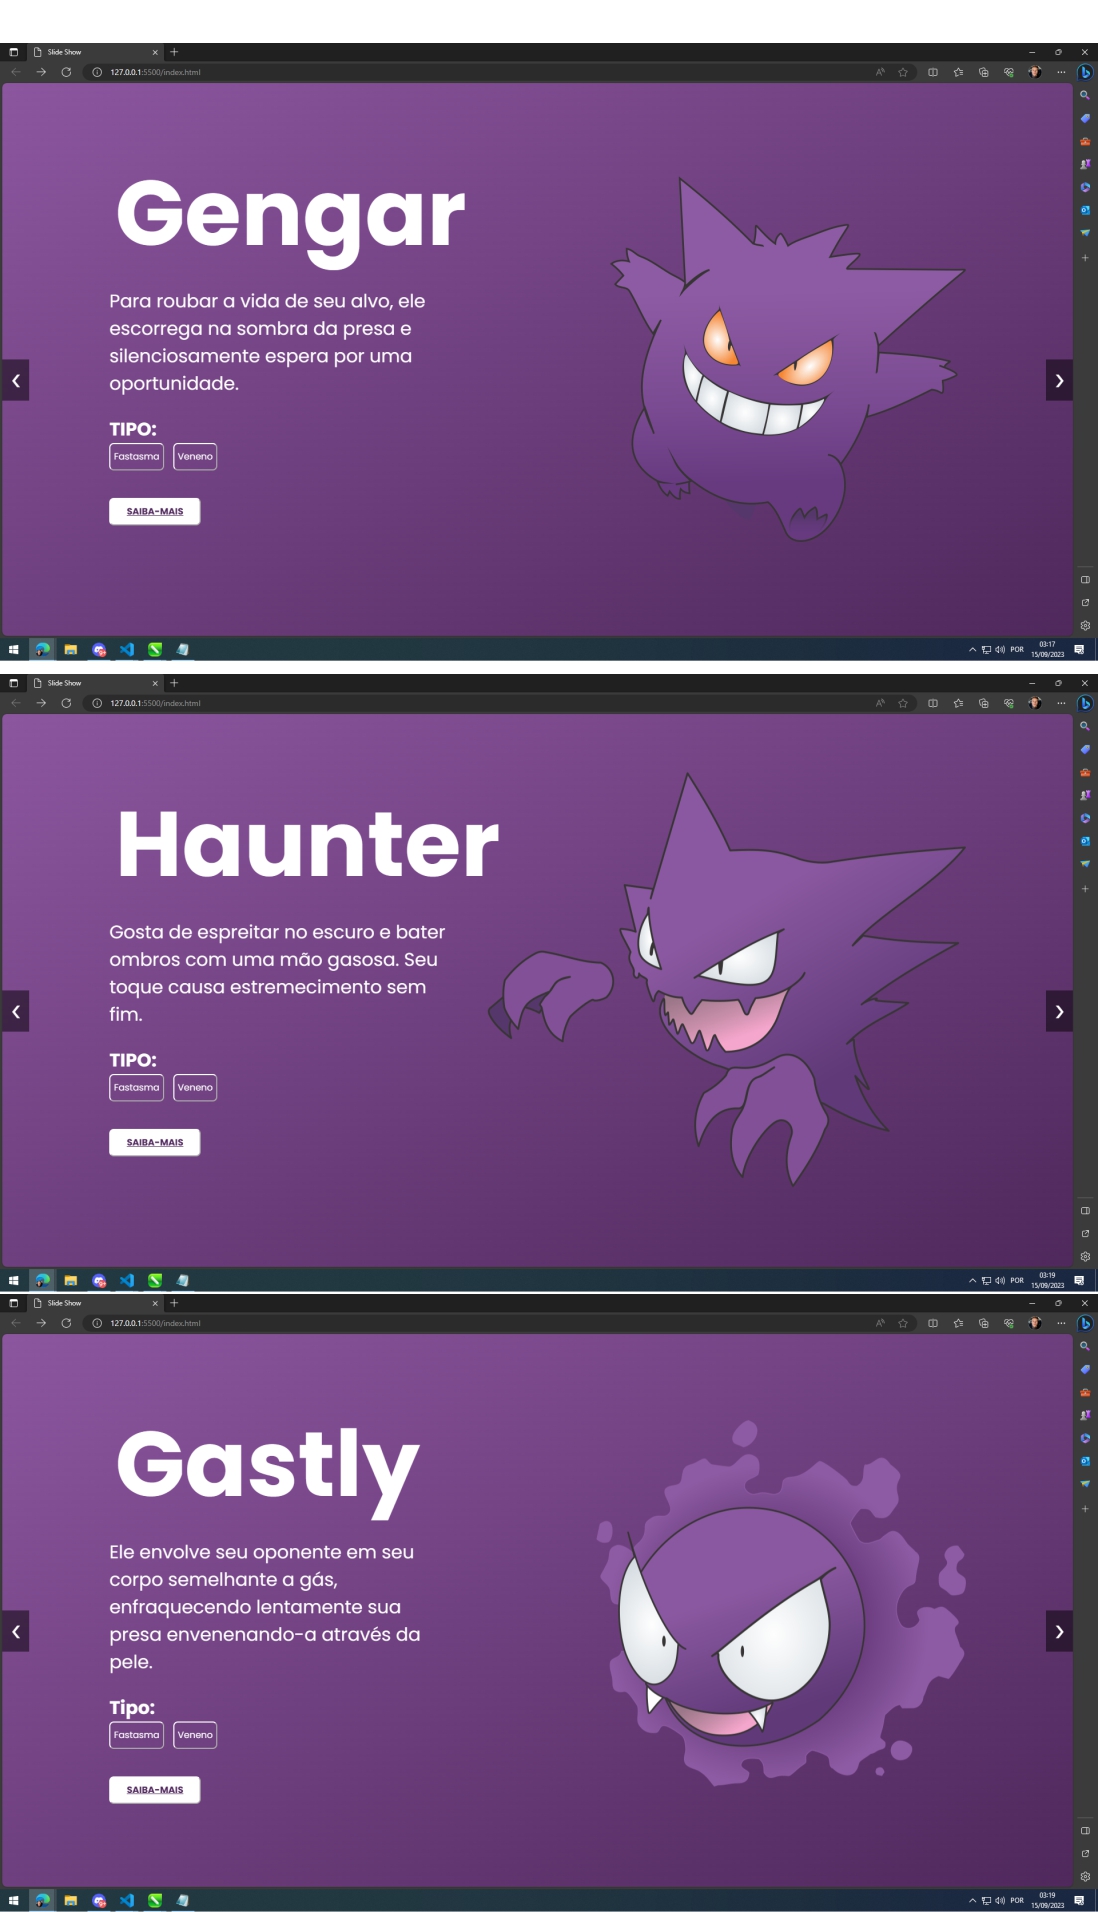 Slide Show
127.0.0.1:5500/index.html
Gengar
Para roubar a vida de seu alvo, ele
escorrega na sombra da presa e
silenciosamente espera por uma
oportunidade.
TIPO:
Fastasma Veneno
SAIBA-MAIS
POR
03:17
15/09/2023
Slide Show
127.0.0.1:5500/index.html
Haunter
Gosta de espreitar no escuro e bater
ombros com uma mão gasosa. Seu
toque causa estremecimento sem
fim.
TIPO:
Fastasma Veneno
SAIBA-MAIS
POR
03:19
15/09/2023
Slide Show
127.0.0.1:5500/index.html
Gastly
Ele envolve seu oponente em seu
corpo semelhante a gás,
enfraquecendo lentamente sua
presa envenenando-a através da
pele.
Tipo:
Fastasma Veneno
SAIBA-MAIS
POR
03:19
15/09/2023